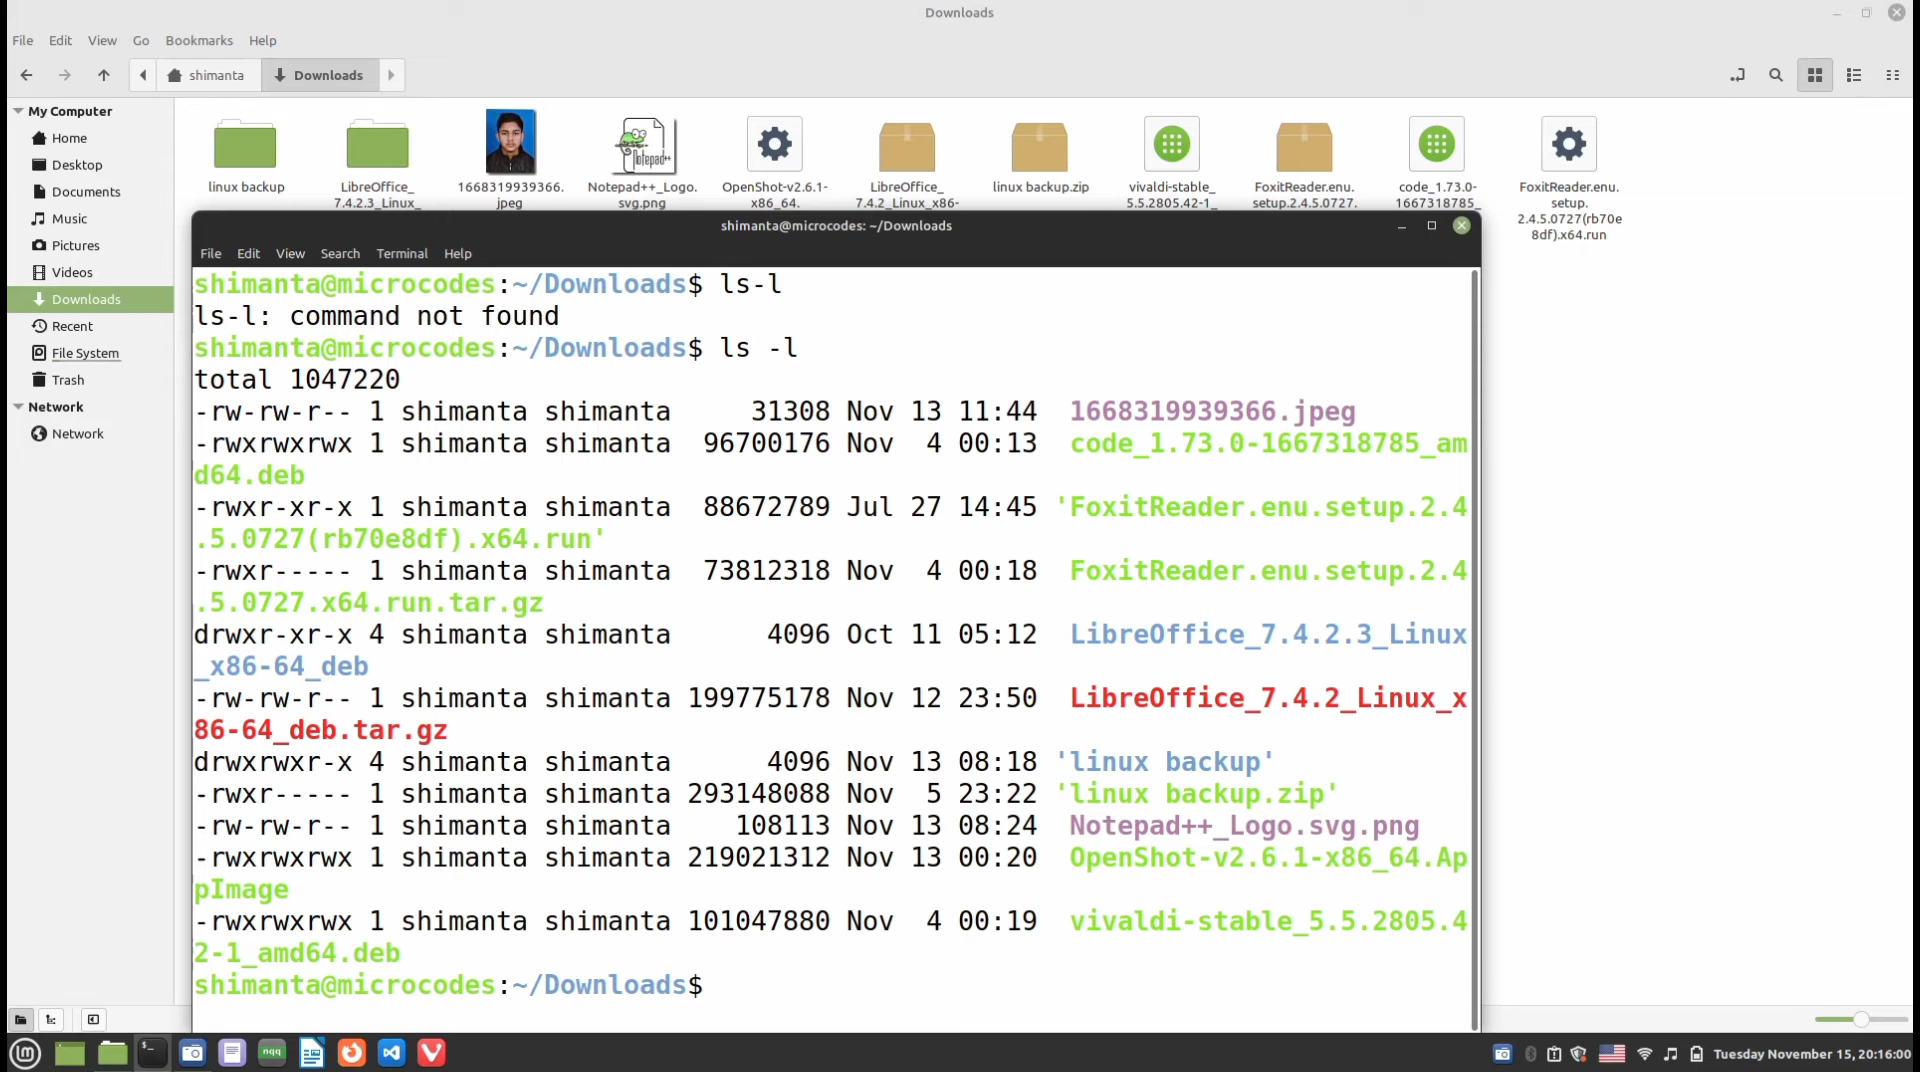 Downloads
File Edit View Go Bookmarks Help
shimanta Downloads
My Computer
Home
Desktop
Documents
Music
Pictures
Videos
Downloads
Recent
File System
Trash
Network
Network
linux backup
LibreOffice_
7.4.2.3_Linux_
1668319939366.
jpeg
Notepad++
Notepad++_Logo.
svg.png
OpenShot-v2.6.1-
x86_64.
LibreOffice_
7.4.2_Linux_x86-
linux backup.zip
vivaldi-stable_
5.5.2805.42-1_
FoxitReader.enu.
setup.2.4.5.0727.
code_1.73.0-
1667318785_
FoxitReader.enu.
setup.
2.4.5.0727(rb70e
8df).x64.run
shimanta@microcodes: ~/Downloads
File Edit View Search Terminal Help
shimanta@microcodes:~/Downloads$ ls-l
ls-l: command not found
shimanta@microcodes:~/Downloads$ ls -l
total 1047220
-rw-rw-r-- 1 shimanta shimanta     31308 Nov 13 11:44  1668319939366.jpeg
-rwxrwxrwx 1 shimanta shimanta  96700176 Nov  4 00:13  code_1.73.0-1667318785_am
d64.deb
-rwxr-xr-x 1 shimanta shimanta  88672789 Jul 27 14:45 'FoxitReader.enu.setup.2.4
.5.0727(rb70e8df).x64.run'
-rwxr----- 1 shimanta shimanta  73812318 Nov  4 00:18  FoxitReader.enu.setup.2.4
.5.0727.x64.run.tar.gz
drwxr-xr-x 4 shimanta shimanta      4096 Oct 11 05:12  LibreOffice_7.4.2.3_Linux
_x86-64_deb
-rw-rw-r-- 1 shimanta shimanta 199775178 Nov 12 23:50  LibreOffice_7.4.2_Linux_x
86-64_deb.tar.gz
drwxrwxr-x 4 shimanta shimanta      4096 Nov 13 08:18 'linux backup'
-rwxr----- 1 shimanta shimanta 293148088 Nov  5 23:22 'linux backup.zip'
-rw-rw-r-- 1 shimanta shimanta    108113 Nov 13 08:24  Notepad++_Logo.svg.png
-rwxrwxrwx 1 shimanta shimanta 219021312 Nov 13 00:20  OpenShot-v2.6.1-x86_64.Ap
pImage
-rwxrwxrwx 1 shimanta shimanta 101047880 Nov  4 00:19  vivaldi-stable_5.5.2805.4
2-1_amd64.deb
shimanta@microcodes:~/Downloads$
nqq
Tuesday November 15, 20:16:00